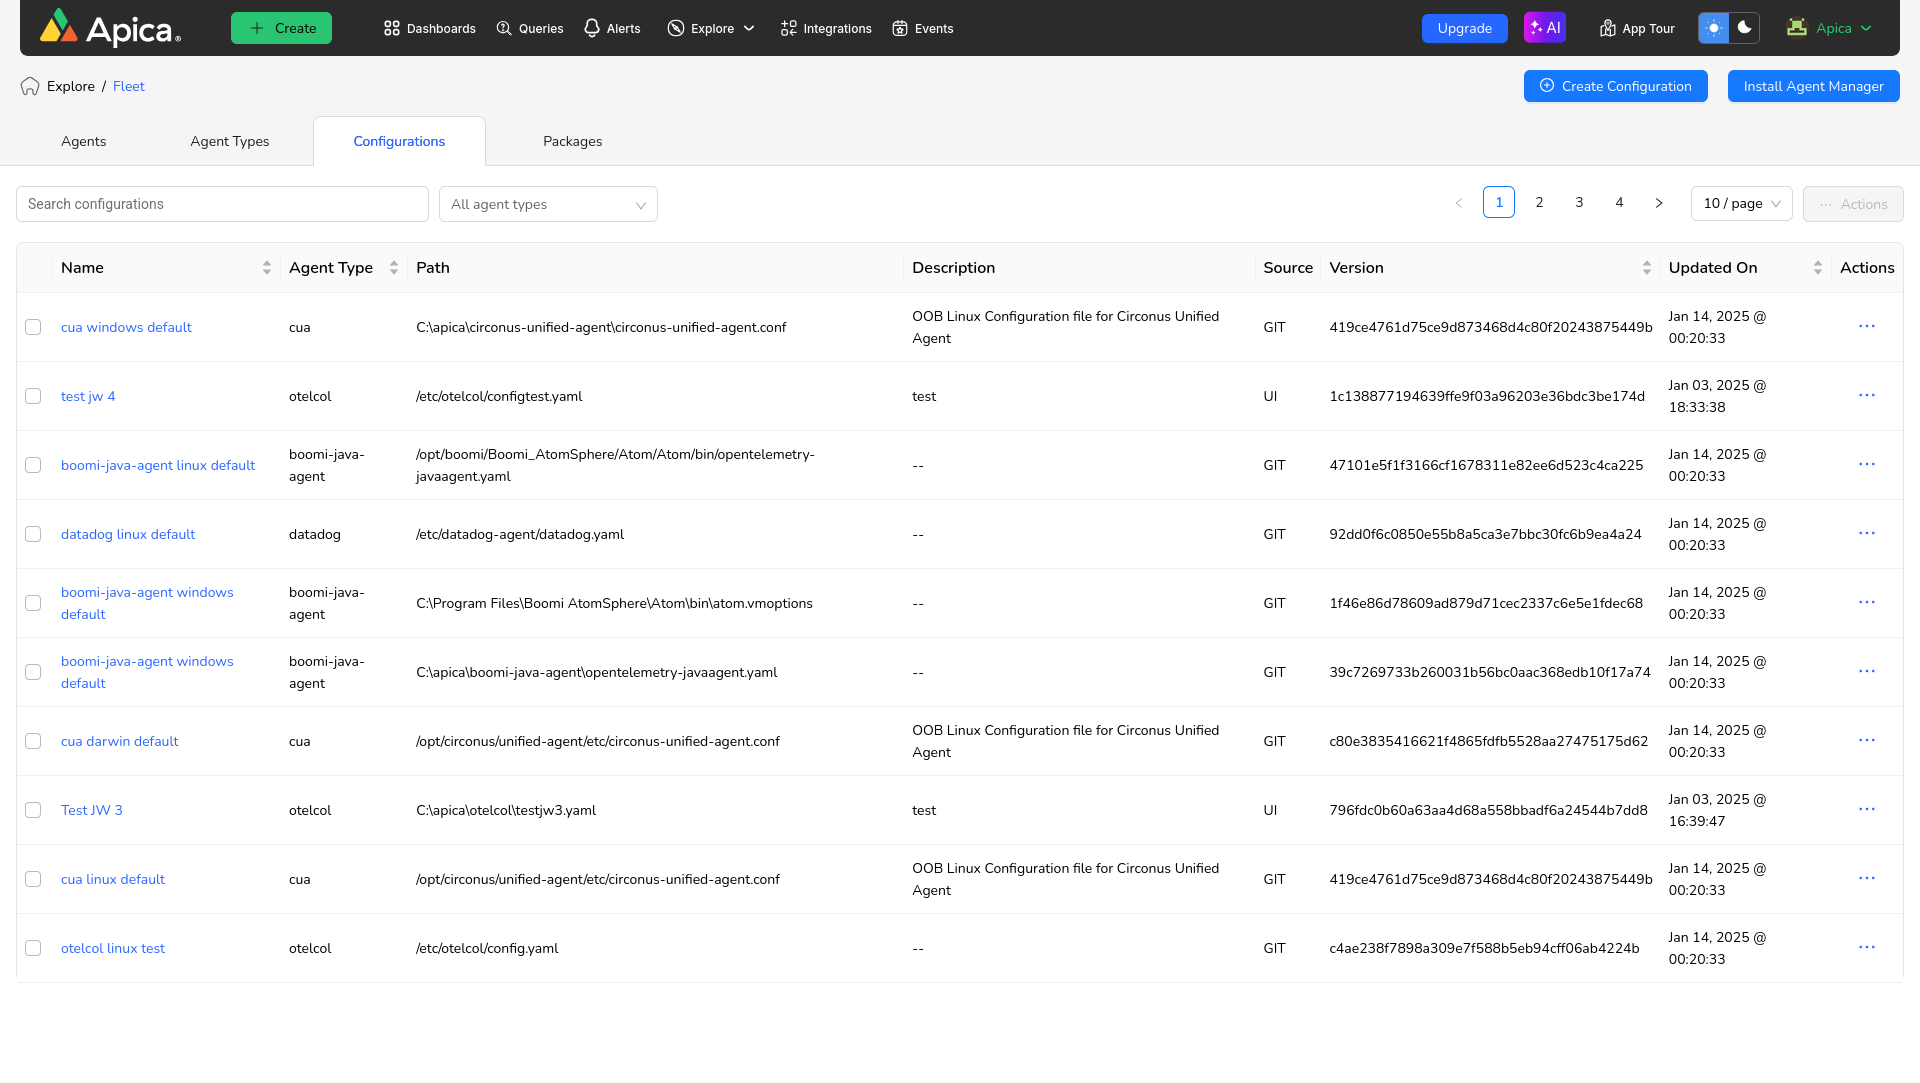 Apica
Create
Dashboards
Queries
Alerts
Explore
Integrations
Events
Upgrade
AI
App Tour
Apica
Explore / Fleet
Create Configuration
Install Agent Manager
Agents
Agent Types
Configurations
Packages
Search configurations
All agent types
1 2 3 4
10 / page
Actions
Name Agent Type Path Description Source Version Updated On Actions
cua windows default cua C:\apica\circonus-unified-agent\circonus-unified-agent.conf OOB Linux Configuration file for Circonus Unified GIT 419ce4761d75ce9d873468d4c80f20243875449b Jan 14, 2025 @
Agent 00:20:33
test jw 4 otelcol /etc/otelcol/configtest.yaml test UI 1c138877194639ffe9f03a96203e36bdc3be174d Jan 03, 2025 @
18:33:38
boomi-java-agent linux default boomi-java- /opt/boomi/Boomi_AtomSphere/Atom/Atom/bin/opentelemetry- -- GIT 47101e5f1f3166cf1678311e82ee6d523c4ca225 Jan 14, 2025 @
agent javaagent.yaml 00:20:33
datadog linux default datadog /etc/datadog-agent/datadog.yaml -- GIT 92dd0f6c0850e55b8a5ca3e7bbc30fc6b9ea4a24 Jan 14, 2025 @
00:20:33
boomi-java-agent windows boomi-java- C:\Program Files\Boomi AtomSphere\Atom\bin\atom.vmoptions -- GIT 1f46e86d78609ad879d71cec2337c6e5e1fdec68 Jan 14, 2025 @
default agent 00:20:33
boomi-java-agent windows boomi-java- C:\apica\boomi-java-agent\opentelemetry-javaagent.yaml -- GIT 39c7269733b260031b56bc0aac368edb10f17a74 Jan 14, 2025 @
default agent 00:20:33
cua darwin default cua /opt/circonus/unified-agent/etc/circonus-unified-agent.conf OOB Linux Configuration file for Circonus Unified GIT c80e3835416621f4865fdfb5528aa27475175d62 Jan 14, 2025 @
Agent 00:20:33
Test JW 3 otelcol C:\apica\otelcol\testjw3.yaml test UI 796fdc0b60a63aa4d68a558bbadf6a24544b7dd8 Jan 03, 2025 @
16:39:47
cua linux default cua /opt/circonus/unified-agent/etc/circonus-unified-agent.conf OOB Linux Configuration file for Circonus Unified GIT 419ce4761d75ce9d873468d4c80f20243875449b Jan 14, 2025 @
Agent 00:20:33
otelcol linux test otelcol /etc/otelcol/config.yaml -- GIT c4ae238f7898a309e7f588b5eb94cff06ab4224b Jan 14, 2025 @
00:20:33